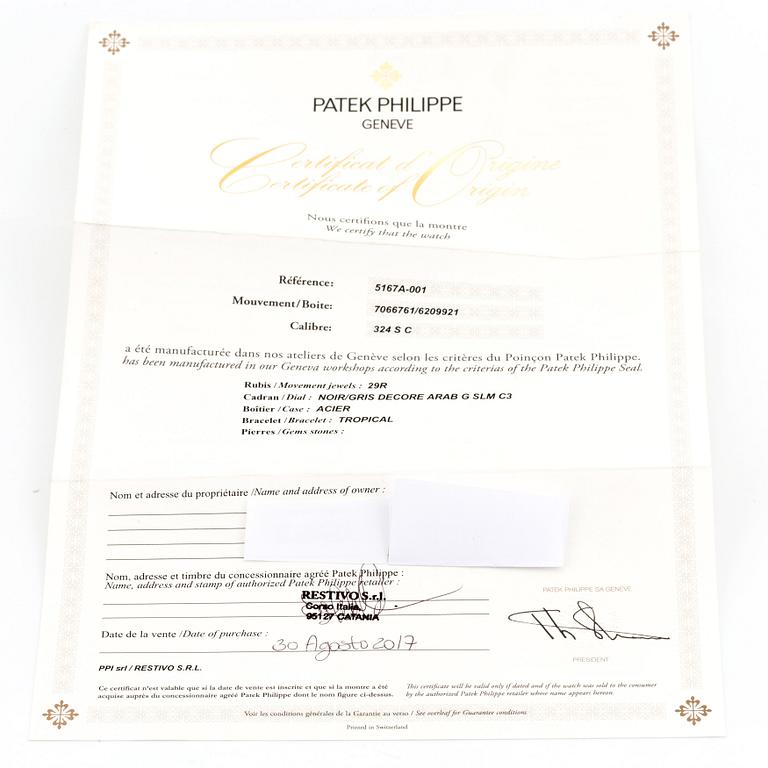 PATEK PHILIPPE
GENEVE
Certificat d'Origine
Certificate of Origin
Nous certifions que la montre
We certify that the watch
Référence: 5167A-001
Mouvement/Boite: 7066761/6209921
Calibre: 324 S C
a été manufacturée dans nos ateliers de Genève selon les critères du Poinçon Patek Philippe.
has been manufactured in our Geneva workshops according to the criterias of the Patek Philippe Seal.
Rubis / Movement jewels : 29R
Cadran / Dial : NOIR/GRIS DECORE ARAB G SLM C3
Boîtier / Case : ACIER
Bracelet / Bracelet : TROPICAL
Pierres / Gems stones :
Nom et adresse du propriétaire /Name and address of owner :
Nom, adresse et timbre du concessionnaire agréé Patek Philippe :
Name, address and stamp of authorized Patek Philippe retailer :
RESTIVO S.r.l.
Corso Italia,
95127 CATANIA
PATEK PHILIPPE SA GENEVE
Date de la vente /Date of purchase : 30 Agosto 2017
PRESIDENT
PPI srl / RESTIVO S.R.L.
Ce certificat n'est valable que si la date de vente est inscrite et que si la montre a été
acquise auprès du concessionnaire agréé Patek Philippe dont le nom figure ci-dessus.
This certificate will be valid only if dated and if the watch was sold to the consumer
by the authorized Patek Philippe retailer whose name appears hereon.
Voir les conditions générales de la Garantie au verso / See overleaf for Guarantee conditions
Printed in Switzerland